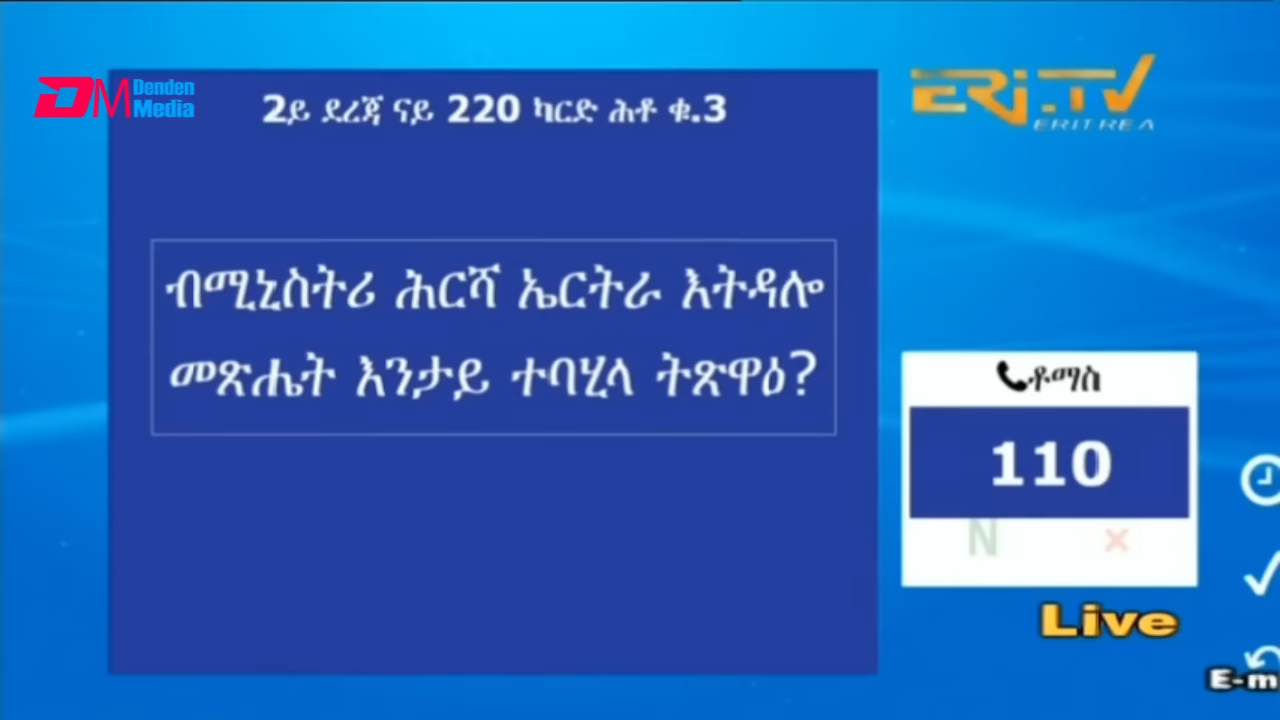 DM Denden
Media
2ይ ደረጃ ናይ 220 ካርድ ሕቶ ቁ.3
ERi.TV
ERITREA
ብሚኒስትሪ ሕርሻ ኤርትራ እትዳሎ
መጽሔት እንታይ ተባሂላ ትጽዋዕ?
ቶማስ
110
N ×
Live
E-m